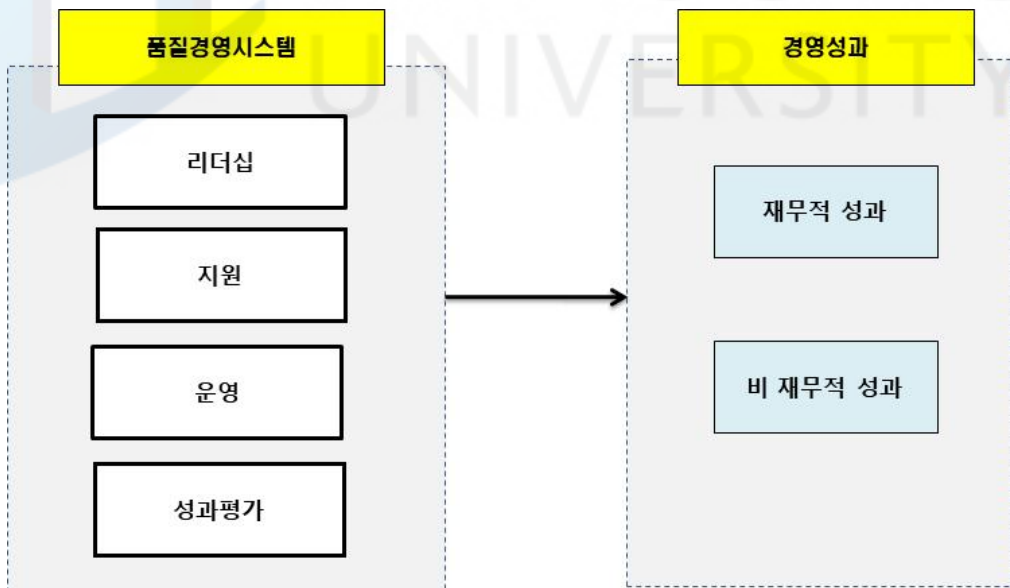 품질경영시스템
리더십
지원
운영
성과평가
경영성과
재무적 성과
비 재무적 성과
UNIVERSITY